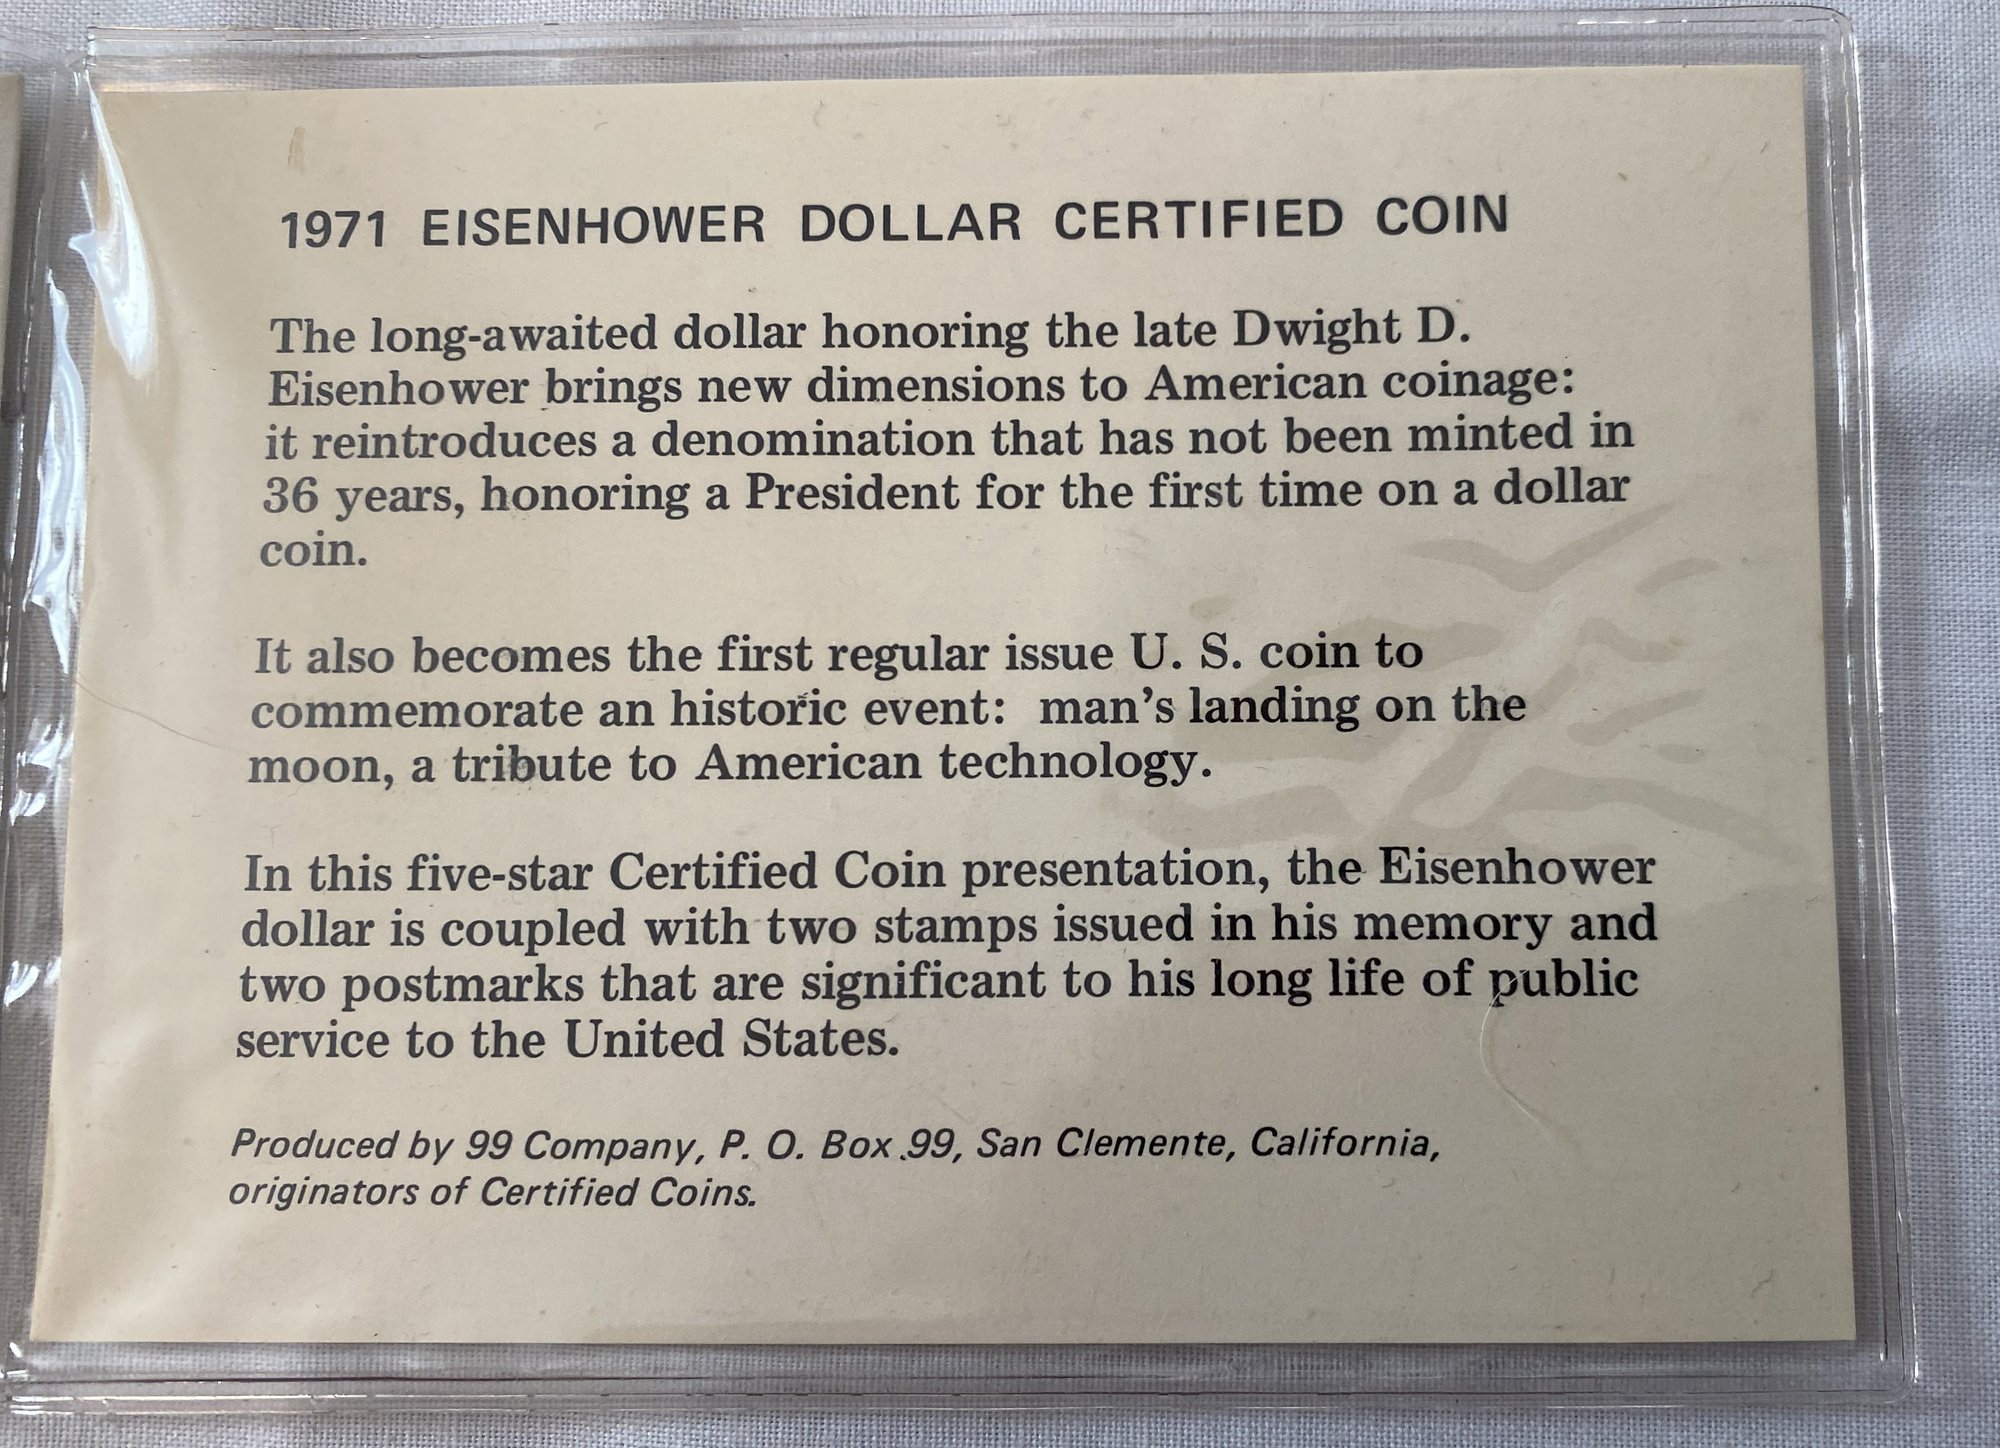 1971 EISENHOWER DOLLAR CERTIFIED COIN
The long-awaited dollar honoring the late Dwight D.
Eisenhower brings new dimensions to American coinage:
it reintroduces a denomination that has not been minted in
36 years, honoring a President for the first time on a dollar
coin.
It also becomes the first regular issue U. S. coin to
commemorate an historic event: man's landing on the
moon, a tribute to American technology.
In this five-star Certified Coin presentation, the Eisenhower
dollar is coupled with two stamps issued in his memory and
two postmarks that are significant to his long life of public
service to the United States.
Produced by 99 Company, P. O. Box 99, San Clemente, California,
originators of Certified Coins.